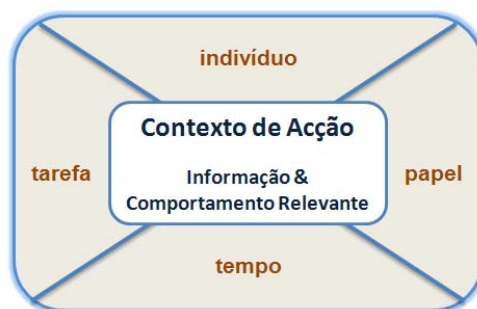 indivíduo
Contexto de Acção
tarefa
Informação &
papel
Comportamento Relevante
tempo